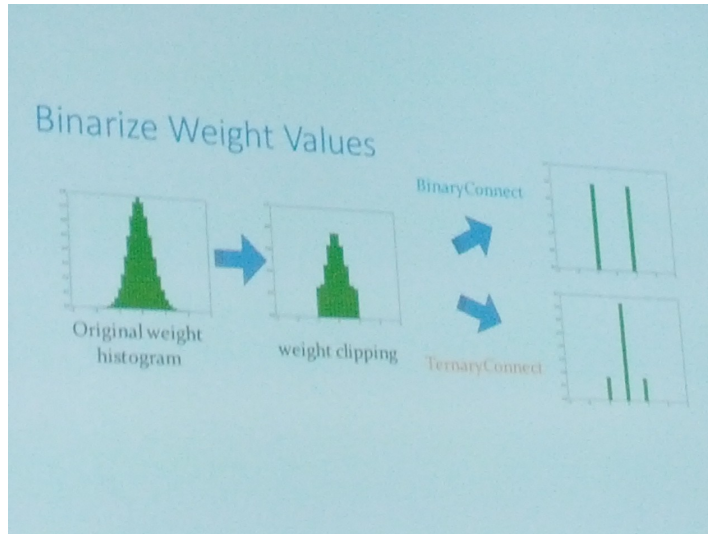 Binarize Weight Values
BinaryConnect
Original weight
histogram
weight clipping
TernaryConnect